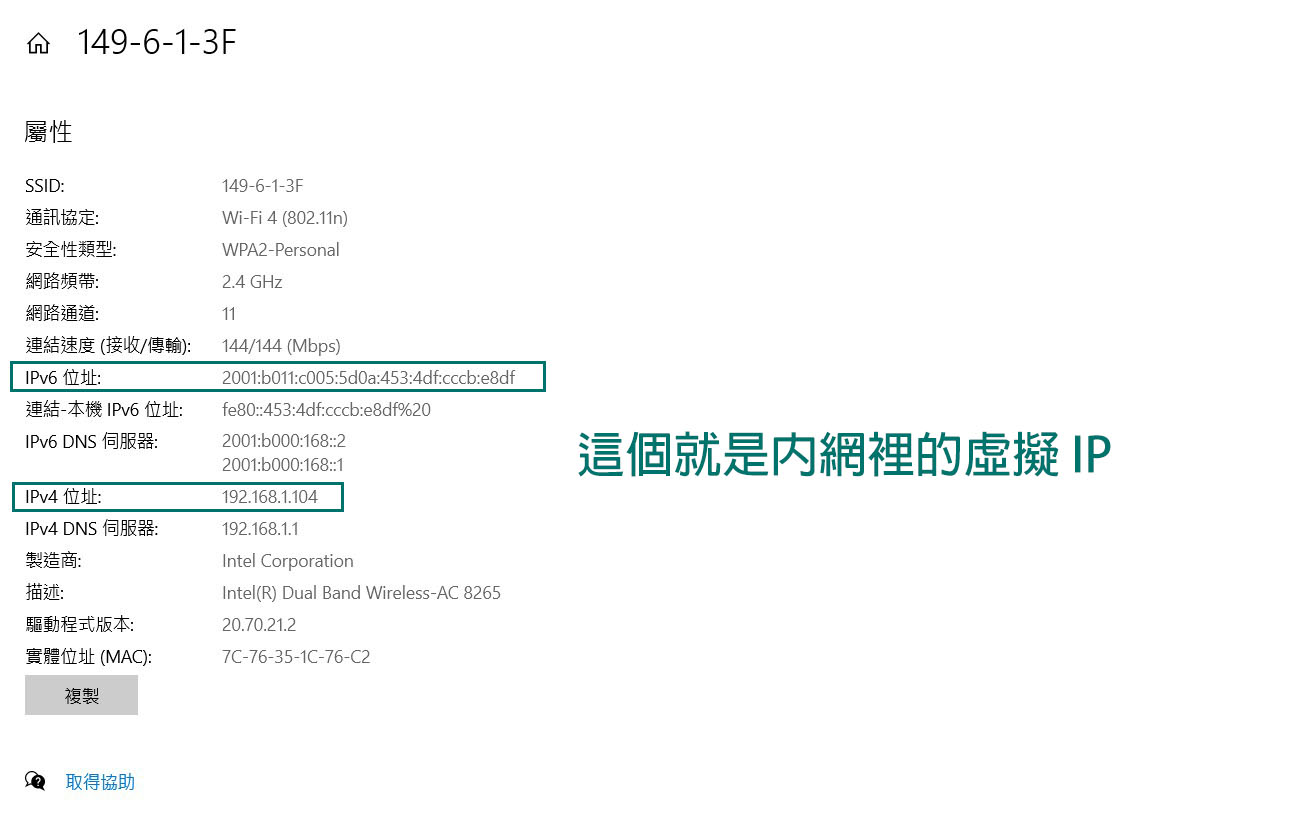 149-6-1-3F
屬性
SSID: 149-6-1-3F
通訊協定: Wi-Fi 4 (802.11n)
安全性類型: WPA2-Personal
網路頻帶: 2.4 GHz
網路通道: 11
連結速度 (接收/傳輸): 144/144 (Mbps)
IPv6 位址: 2001:b011:c005:5d0a:453:4df:cccb:e8df
連結-本機 IPv6 位址: fe80::453:4df:cccb:e8df%20
IPv6 DNS 伺服器: 2001:b000:168::2
2001:b000:168::1
這個就是内網裡的虛擬 IP
IPv4 位址: 192.168.1.104
IPv4 DNS 伺服器: 192.168.1.1
製造商: Intel Corporation
描述: Intel(R) Dual Band Wireless-AC 8265
驅動程式版本: 20.70.21.2
實體位址 (MAC): 7C-76-35-1C-76-C2
複製
取得協助